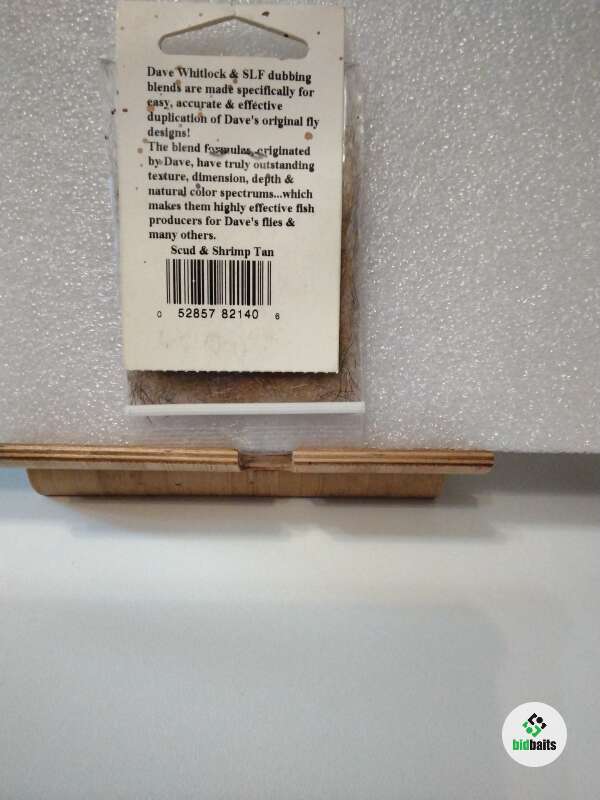 Dave Whitlock & SLF dubbing
blends are made specifically for
easy, accurate & effective
duplication of Dave's original fly
designs!
The blend formulas, originated
by Dave, have truly outstanding
texture, dimension, depth &
natural color spectrums...which
makes them highly effective fish
producers for Dave's flies &
many others.
Scud & Shrimp Tan
0 52857 82140 6
bidbaits